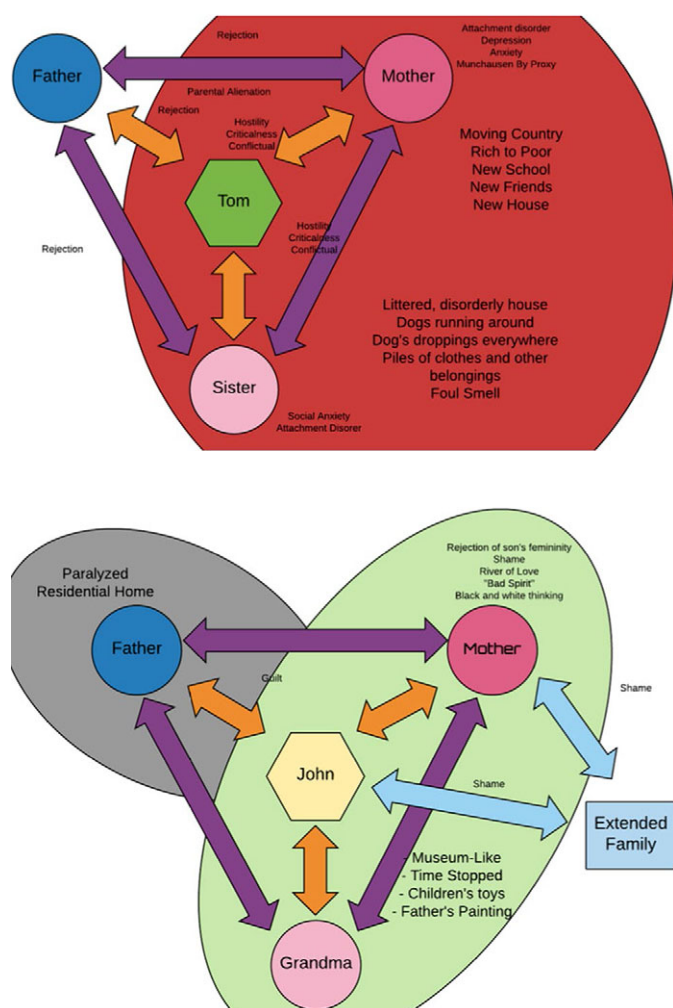 Attachment disorder
Depression
Anxiety
Munchausen By Proxy
Rejection
Father
Mother
Parental Alienation
Rejection
Hostility
Criticalness
Conflictual
Moving Country
Rich to Poor
New School
New Friends
New House
Tom
Rejection
Hostility
Criticalness
Conflictual
Littered, disorderly house
Dogs running around
Dog's droppings everywhere
Piles of clothes and other
belongings
Foul Smell
Sister
Social Anxiety
Attachment Disorer
Rejection of son's femininity
Shame
River of Love
"Bad Spirit"
Black and white thinking
Paralyzed
Residential Home
Father
Mother
Guilt
Shame
John
Shame
Extended
Family
- Museum-Like
- Time Stopped
- Children's toys
- Father's Painting
Grandma